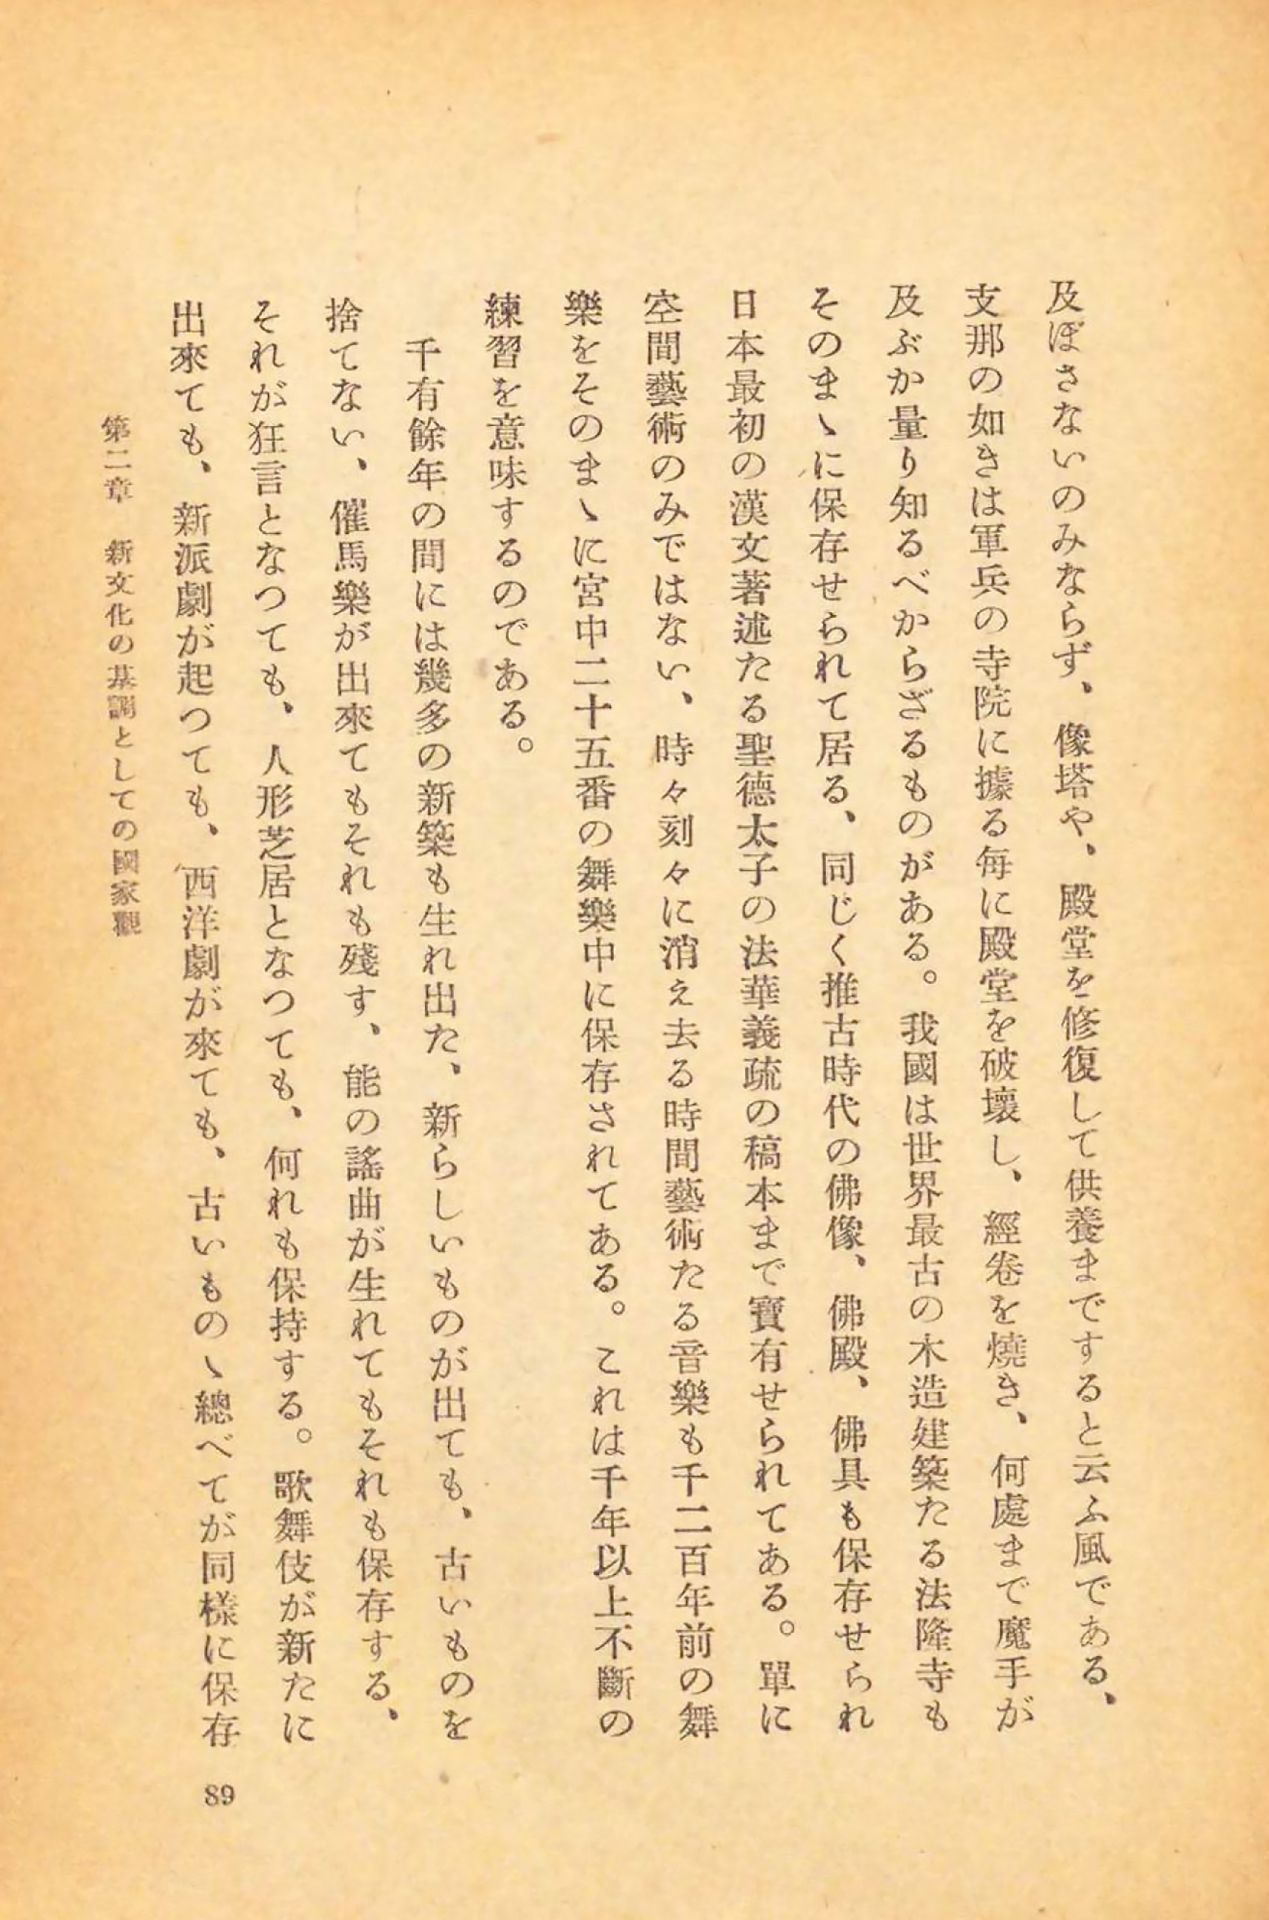 及ぼさないのみならず、像塔や、殿堂を修復して供養まですると云ふ風である、
支那の如きは軍兵の寺院に據る每に殿堂を破壞し、經卷を燒き、何處まで魔手が
及ぶか量り知るべからざるものがある。我國は世界最古の木造建築たる法隆寺も
そのまゝに保存せられて居る、同じく推古時代の佛像、佛殿、佛具も保存せられ
日本最初の漢文著述たる聖德太子の法華義疏の稿本まで寶有せられてある。單に
空間藝術のみではない、時々刻々に消え去る時間藝術たる音樂も千二百年前の舞
樂をそのまゝに宮中二十五番の舞樂中に保存されてある。これは千年以上不斷の
練習を意味するのである。
千有餘年の間には幾多の新築も生れ出た、新らしいものが出ても、古いものを
捨てない、催馬樂が出來てもそれも殘す、能の謠曲が生れてもそれも保存する、
それが狂言となつても、人形芝居となつても、何れも保持する。歌舞伎が新たに
出來ても、新派劇が起つても、西洋劇が來ても、古いものゝ總べてが同樣に保存
第二章 新文化の基調としての國家觀
89